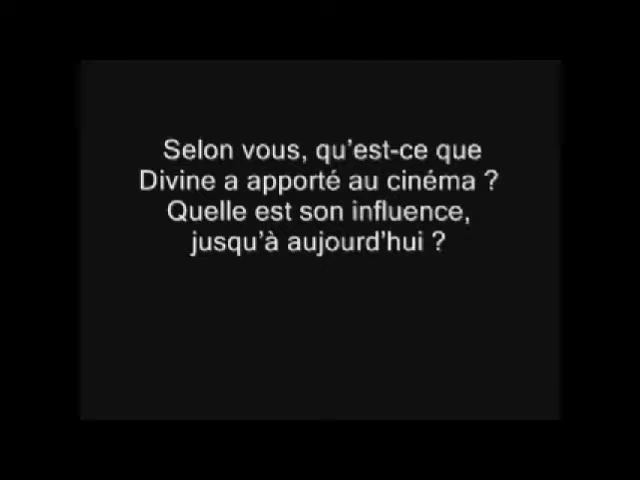 Selon vous, qu'est-ce que
Divine a apporté au cinéma ?
Quelle est son influence,
jusqu'à aujourd'hui ?